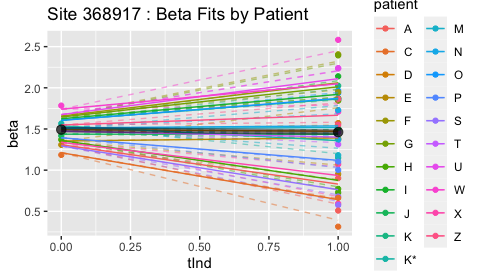 Site 368917 : Beta Fits by Patient
patient
2.5
2.0
1.5
1.0
0.5
beta
0.00
0.25
0.50
0.75
1.00
tInd
A
C
D
E
F
G
H
I
J
K
K*
M
N
O
P
S
T
U
W
X
Z